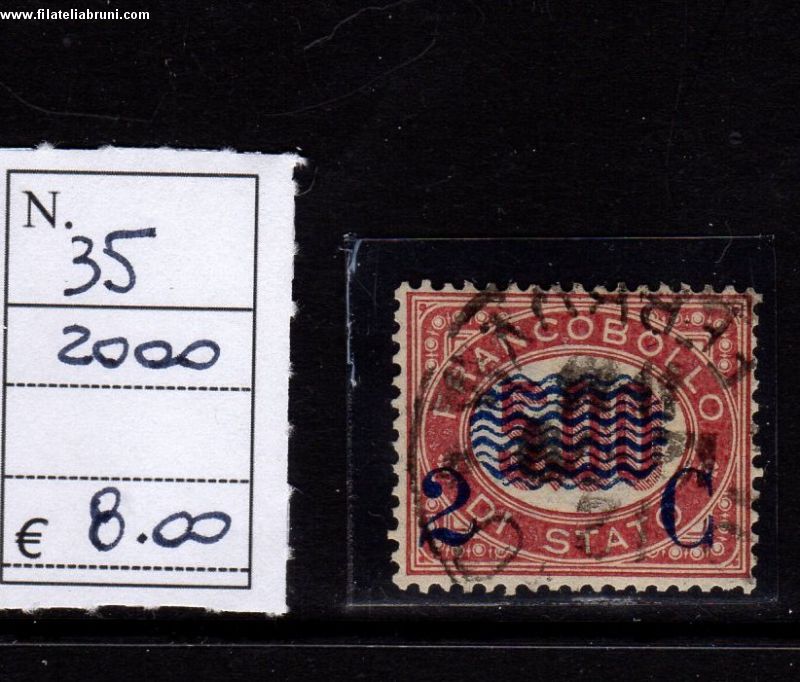 www.filateliabruni.com
N.
35
2000
€ 8.00
FRANCOBOLLO
2 C
DI STATO